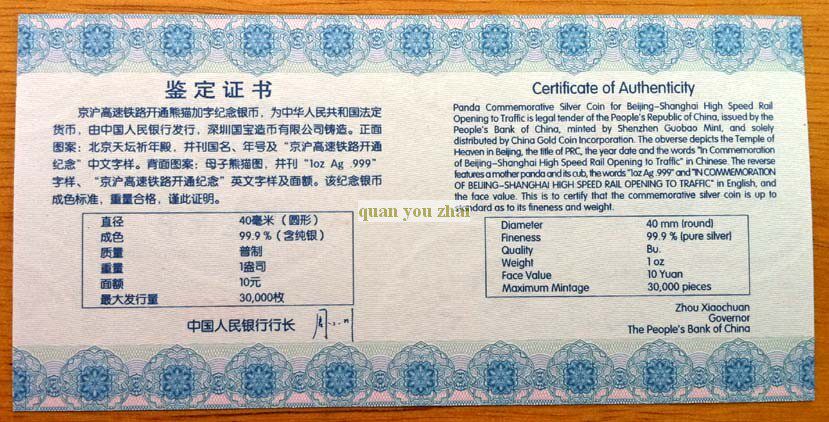 鉴定证书
京沪高速铁路开通熊猫加字纪念银币，为中华人民共和国法定
货币，由中国人民银行发行，深圳国宝造币有限公司铸造。正面
图案：北京天坛祈年殿，并刊国名、年号及“京沪高速铁路开通
纪念”中文字样。背面图案：母子熊猫图，并刊“1oz Ag .999”
字样、“京沪高速铁路开通纪念”英文字样及面额。该纪念银币
成色标准，重量合格，谨此证明。
直径 40毫米（圆形）
成色 99.9％（含纯银）
质量 普制
重量 1盎司
面额 10元
最大发行量 30,000枚
中国人民银行行长
quan you zhai
Certificate of Authenticity
Panda Commemorative Silver Coin for Beijing-Shanghai High Speed Rail
Opening to Traffic is legal tender of the People's Republic of China, issued by the
People's Bank of China, minted by Shenzhen Guobao Mint, and solely
distributed by China Gold Coin Incorporation. The obverse depicts the Temple of
Heaven in Beijing, the title of PRC, the year date and the words "In Commemoration
of Beijing-Shanghai High Speed Rail Opening to Traffic" in Chinese. The reverse
features a mother panda and its cub, the words "1oz Ag .999" and "IN COMMEMORATION
OF BEIJING-SHANGHAI HIGH SPEED RAIL OPENING TO TRAFFIC" in English, and
the face value. This is to certify that the commemorative silver coin is up to
standard as to its fineness and weight.
Diameter 40 mm (round)
Fineness 99.9 % (pure silver)
Quality Bu.
Weight 1 oz
Face Value 10 Yuan
Maximum Mintage 30,000 pieces
Zhou Xiaochuan
Governor
The People's Bank of China